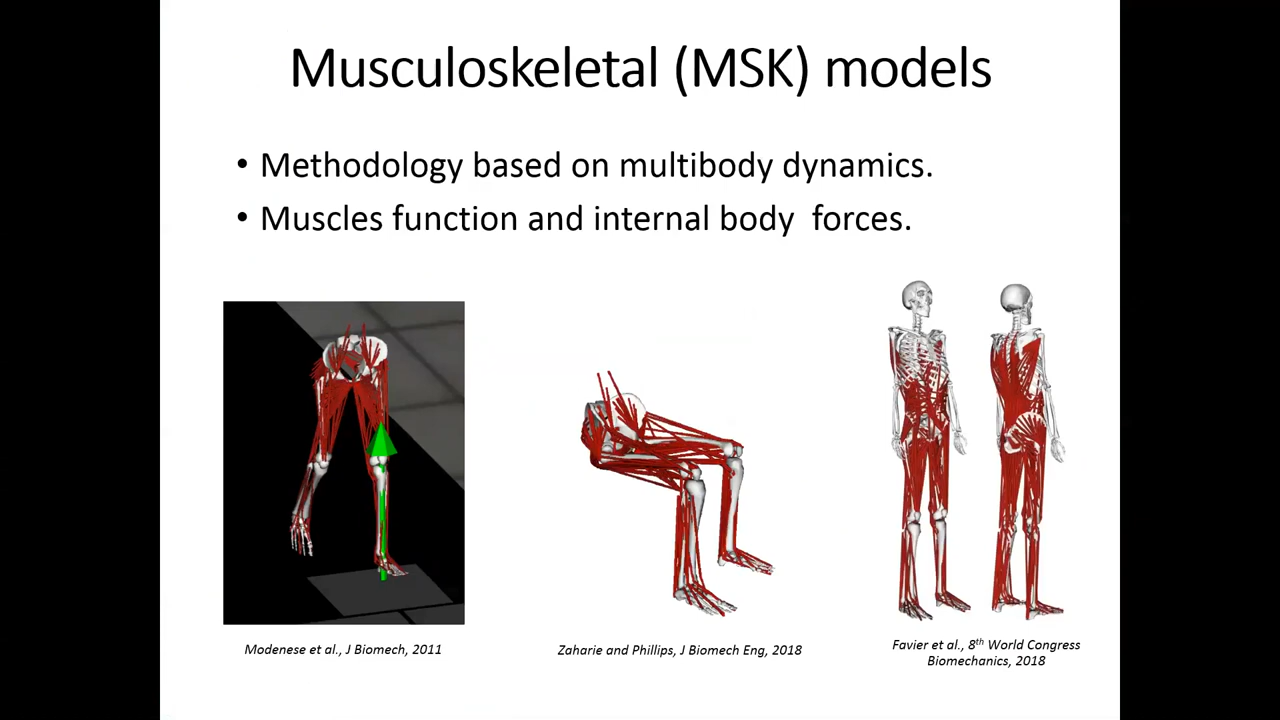 Musculoskeletal (MSK) models
• Methodology based on multibody dynamics.
• Muscles function and internal body  forces.
Modenese et al., J Biomech, 2011
Zaharie and Phillips, J Biomech Eng, 2018
Favier et al., 8th World Congress
Biomechanics, 2018